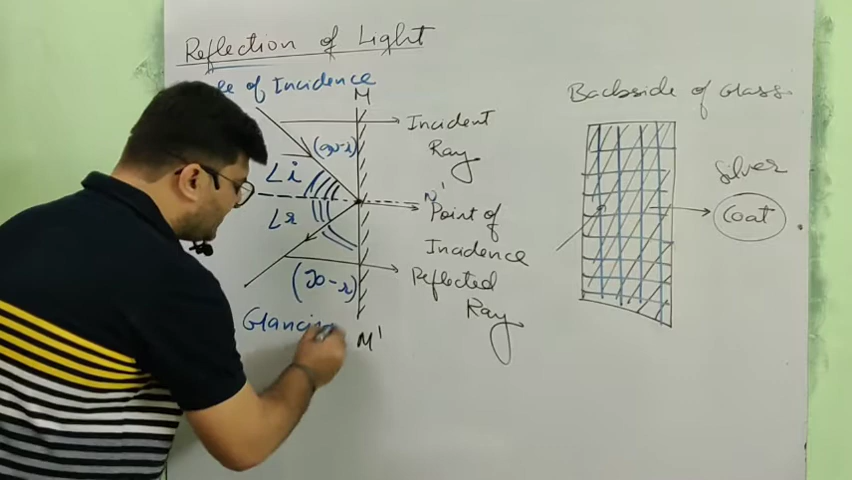 Reflection of Light
le of Incidence
M
Incident
Ray
(90-i)
∠i
N'
Point of
Incidence
∠r
(90-r)
Reflected
Ray
Glancing
M'
Backside of Glass.
Silver
Coat